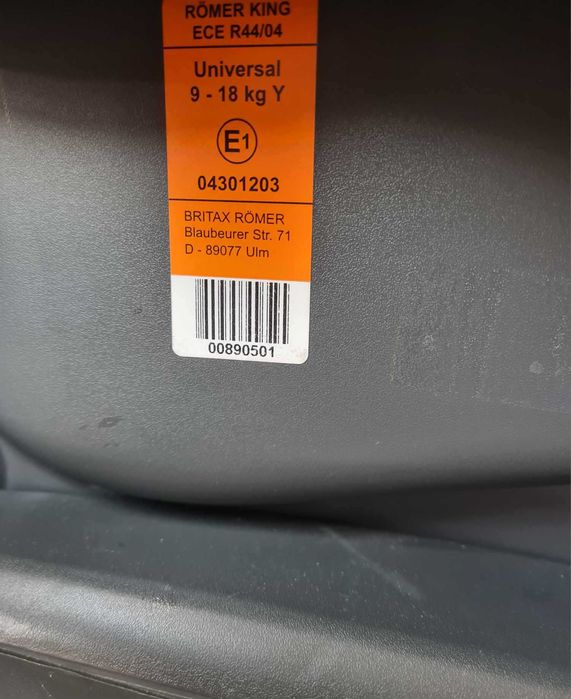 RÖMER KING
ECE R44/04
Universal
9 - 18 kg Y
E1
04301203
BRITAX RÖMER
Blaubeurer Str. 71
D - 89077 Ulm
00890501